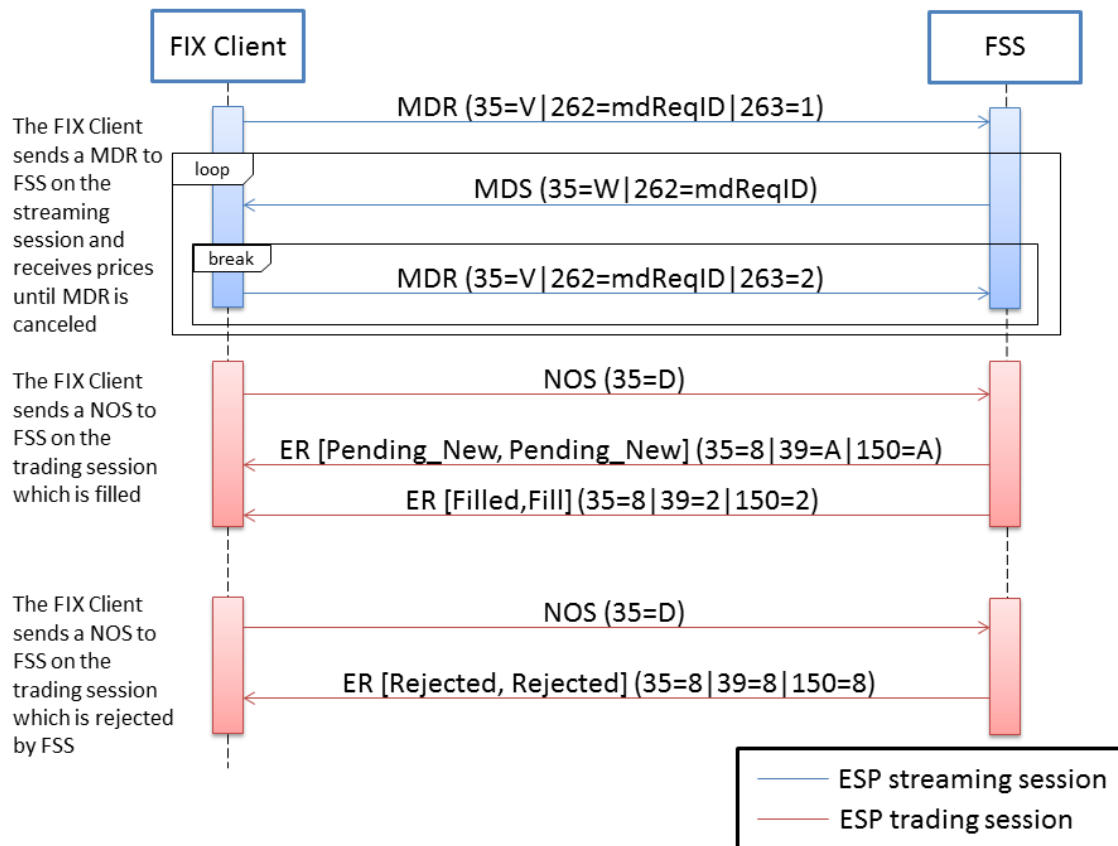 FIX Client
FSS
The FIX Client
sends a MDR to
FSS on the
streaming
session and
receives prices
until MDR is
canceled
MDR (35=V|262=mdReqID|263=1)
loop
MDS (35=W|262=mdReqID)
break
MDR (35=V|262=mdReqID|263=2)
The FIX Client
sends a NOS to
FSS on the
trading session
which is filled
NOS (35=D)
ER [Pending_New, Pending_New] (35=8|39=A|150=A)
ER [Filled,Fill] (35=8|39=2|150=2)
The FIX Client
sends a NOS to
FSS on the
trading session
which is rejected
by FSS
NOS (35=D)
ER [Rejected, Rejected] (35=8|39=8|150=8)
ESP streaming session
ESP trading session